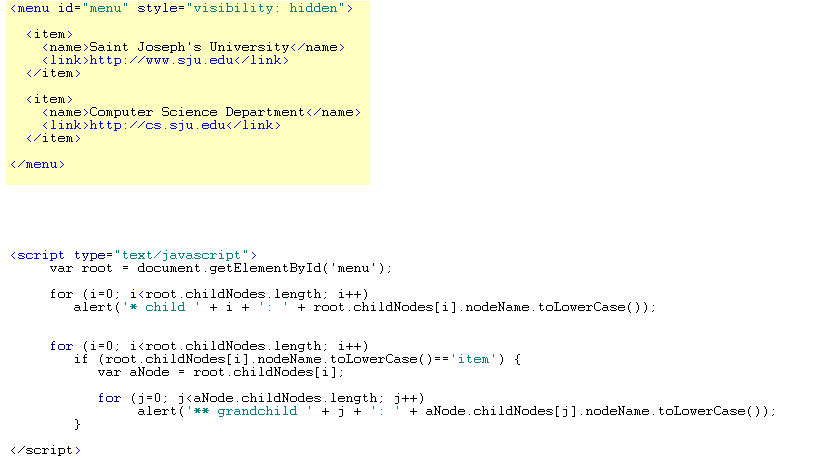 <menu id="menu" style="visibility: hidden">
<item>
<name>Saint Joseph's University</name>
<link>http://www.sju.edu</link>
</item>
<item>
<name>Computer Science Department</name>
<link>http://cs.sju.edu</link>
</item>
</menu>
<script type="text/javascript">
var root = document.getElementById('menu');
for (i=0; i<root.childNodes.length; i++)
alert('* child ' + i + ': ' + root.childNodes[i].nodeName.toLowerCase());
for (i=0; i<root.childNodes.length; i++)
if (root.childNodes[i].nodeName.toLowerCase()=='item') {
var aNode = root.childNodes[i];
for (j=0; j<aNode.childNodes.length; j++)
alert('** grandchild ' + j + ': ' + aNode.childNodes[j].nodeName.toLowerCase());
}
</script>